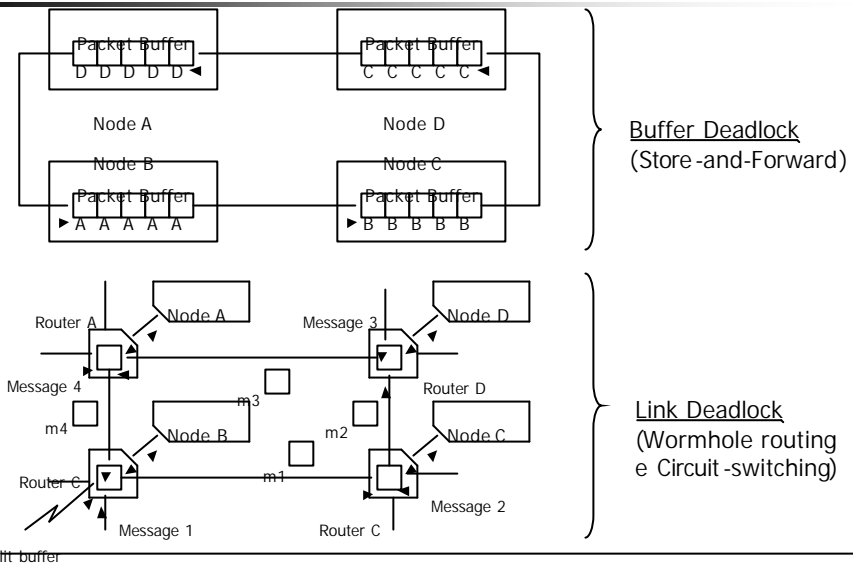 Packet Buffer
D D D D D
Packet Buffer
C C C C C
Node A
Node D
Buffer Deadlock
(Store-and-Forward)
Node B
Node C
Packet Buffer
A A A A A
Packet Buffer
B B B B B
Router A
Node A
Message 3
Node D
Message 4
m3
Router D
m4
Node B
m2
Node C
Link Deadlock
(Wormhole routing
e Circuit-switching)
m1
Router C
Message 1
Router C
Message 2
buffer